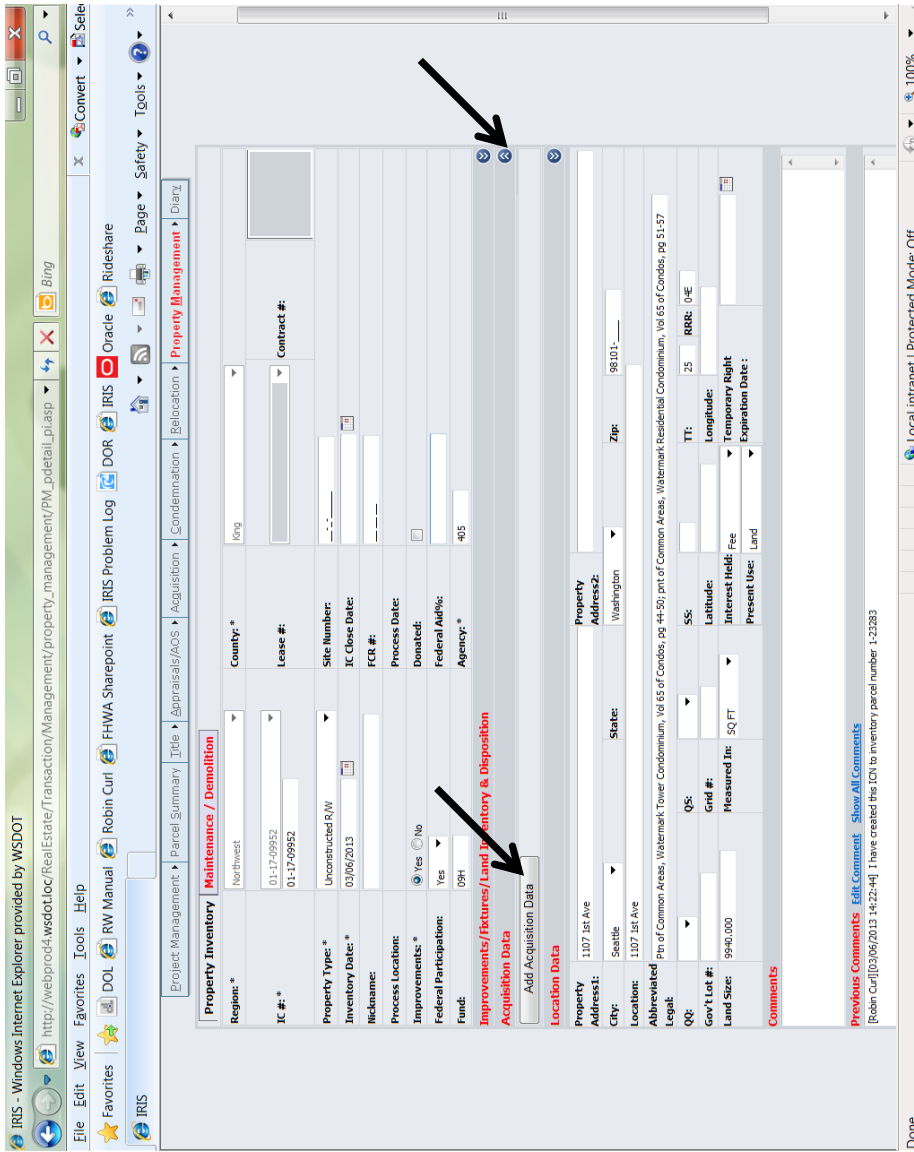 IRIS - Windows Internet Explorer provided by WSDOT
http://webprod4.wsdot.loc/RealEstate/Transaction/Management/property_management/PM_pdetail_pi.asp Bing
File Edit View Favorites Tools Help x Convert Selec
Favorites DOL RW Manual Robin Curl FHWA Sharepoint IRIS Problem Log DOR IRIS Oracle Rideshare
IRIS Page Safety Tools
Project Management Parcel Summary Title Appraisals/AOS Acquisition Condemnation Relocation Property Management Diary
Property Inventory Maintenance / Demolition
Region: * Northwest County: * King
IC #: * 01-17-09952 Lease #: Contract #:
01-17-09952
Property Type: * Unconstructed R/W Site Number: _-_-____
Inventory Date: * 03/06/2013 IC Close Date:
Nickname: FCR #:
Process Location: Process Date:
Improvements: * Yes No Donated:
Federal Participation: Yes Federal Aid%:
Fund: 09H Agency: * 405
Improvements/Fixtures/Land Inventory & Disposition
Acquisition Data
Add Acquisition Data
Location Data
Property Address1: 1107 1st Ave Property Address2:
City: Seattle State: Washington Zip: 98101-____
Location: 1107 1st Ave
Abbreviated Legal: Ptn of Common Areas, Watermark Tower Condominium, Vol 65 of Condos, pg 44-50; pnt of Common Areas, Watermark Residential Condominium, Vol 65 of Condos, pg 51-57
QQ: QS: SS: TT: 25 RRR: 04E
Gov't Lot #: Grid #: Latitude: Longitude:
Land Size: 9940.000 Measured In: SQ FT Interest Held: Fee Temporary Right Expiration Date :
Present Use: Land
Comments
Previous Comments Edit Comment Show All Comments
[Robin Curl][03/06/2013 14:22:44] I have created this ICN to inventory parcel number 1-23283
Done Local intranet | Protected Mode: Off 100%